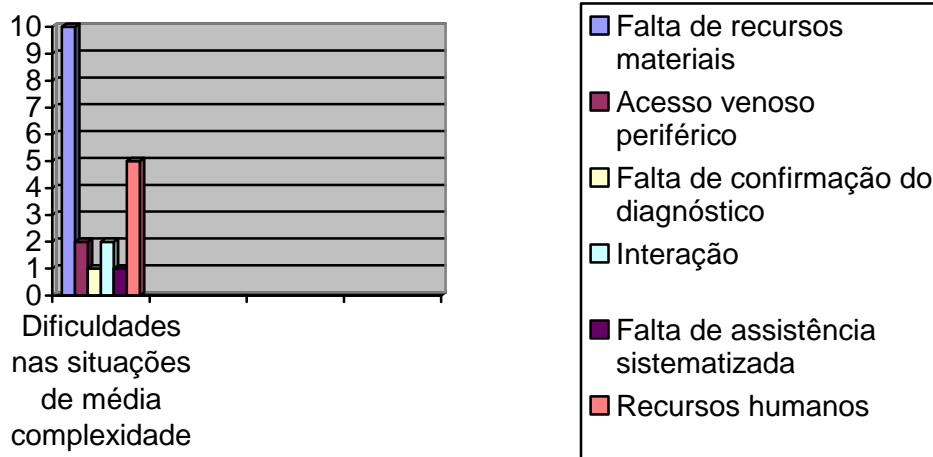 10
9
8
7
6
5
4
3
2
1
0
Dificuldades
nas situações
de média
complexidade
Falta de recursos
materiais
Acesso venoso
periférico
Falta de confirmação do
diagnóstico
Interação
Falta de assistência
sistematizada
Recursos humanos